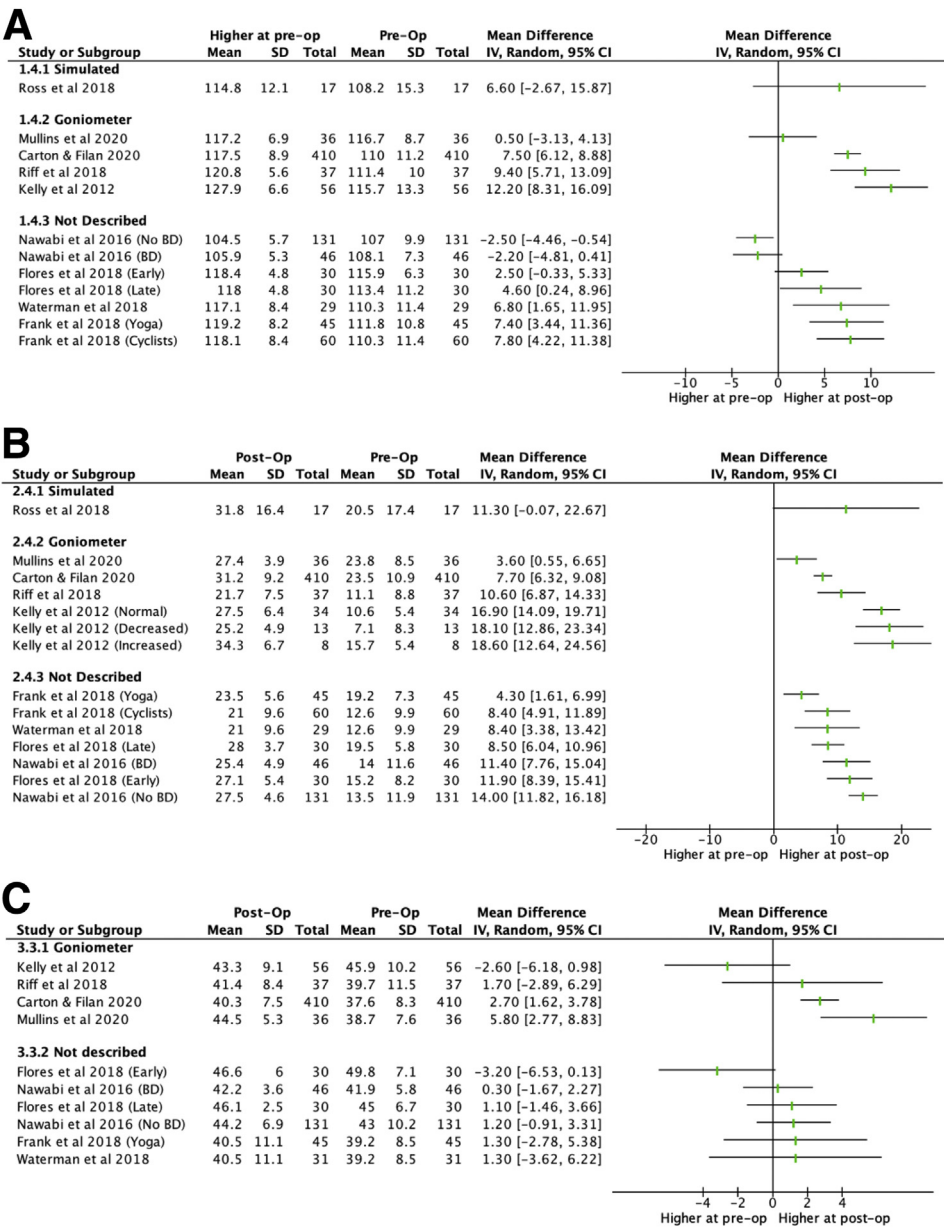 A
Higher at pre-op Pre-Op Mean Difference Mean Difference
Study or Subgroup Mean SD Total Mean SD Total IV, Random, 95% CI IV, Random, 95% CI
1.4.1 Simulated
Ross et al 2018 114.8 12.1 17 108.2 15.3 17 6.60 [-2.67, 15.87]
1.4.2 Goniometer
Mullins et al 2020 117.2 6.9 36 116.7 8.7 36 0.50 [-3.13, 4.13]
Carton & Filan 2020 117.5 8.9 410 110 11.2 410 7.50 [6.12, 8.88]
Riff et al 2018 120.8 5.6 37 111.4 10 37 9.40 [5.71, 13.09]
Kelly et al 2012 127.9 6.6 56 115.7 13.3 56 12.20 [8.31, 16.09]
1.4.3 Not Described
Nawabi et al 2016 (No BD) 104.5 5.7 131 107 9.9 131 -2.50 [-4.46, -0.54]
Nawabi et al 2016 (BD) 105.9 5.3 46 108.1 7.3 46 -2.20 [-4.81, 0.41]
Flores et al 2018 (Early) 118.4 4.8 30 115.9 6.3 30 2.50 [-0.33, 5.33]
Flores et al 2018 (Late) 118 4.8 30 113.4 11.2 30 4.60 [0.24, 8.96]
Waterman et al 2018 117.1 8.4 29 110.3 11.4 29 6.80 [1.65, 11.95]
Frank et al 2018 (Yoga) 119.2 8.2 45 111.8 10.8 45 7.40 [3.44, 11.36]
Frank et al 2018 (Cyclists) 118.1 8.4 60 110.3 11.4 60 7.80 [4.22, 11.38]
-10 -5 0 5 10
Higher at pre-op Higher at post-op
B
Post-Op Pre-Op Mean Difference Mean Difference
Study or Subgroup Mean SD Total Mean SD Total IV, Random, 95% CI IV, Random, 95% CI
2.4.1 Simulated
Ross et al 2018 31.8 16.4 17 20.5 17.4 17 11.30 [-0.07, 22.67]
2.4.2 Goniometer
Mullins et al 2020 27.4 3.9 36 23.8 8.5 36 3.60 [0.55, 6.65]
Carton & Filan 2020 31.2 9.2 410 23.5 10.9 410 7.70 [6.32, 9.08]
Riff et al 2018 21.7 7.5 37 11.1 8.8 37 10.60 [6.87, 14.33]
Kelly et al 2012 (Normal) 27.5 6.4 34 10.6 5.4 34 16.90 [14.09, 19.71]
Kelly et al 2012 (Decreased) 25.2 4.9 13 7.1 8.3 13 18.10 [12.86, 23.34]
Kelly et al 2012 (Increased) 34.3 6.7 8 15.7 5.4 8 18.60 [12.64, 24.56]
2.4.3 Not Described
Frank et al 2018 (Yoga) 23.5 5.6 45 19.2 7.3 45 4.30 [1.61, 6.99]
Frank et al 2018 (Cyclists) 21 9.6 60 12.6 9.9 60 8.40 [4.91, 11.89]
Waterman et al 2018 21 9.6 29 12.6 9.9 29 8.40 [3.38, 13.42]
Flores et al 2018 (Late) 28 3.7 30 19.5 5.8 30 8.50 [6.04, 10.96]
Nawabi et al 2016 (BD) 25.4 4.9 46 14 11.6 46 11.40 [7.76, 15.04]
Flores et al 2018 (Early) 27.1 5.4 30 15.2 8.2 30 11.90 [8.39, 15.41]
Nawabi et al 2016 (No BD) 27.5 4.6 131 13.5 11.9 131 14.00 [11.82, 16.18]
-20 -10 0 10 20
Higher at pre-op Higher at post-op
C
Post-Op Pre-Op Mean Difference Mean Difference
Study or Subgroup Mean SD Total Mean SD Total IV, Random, 95% CI IV, Random, 95% CI
3.3.1 Goniometer
Kelly et al 2012 43.3 9.1 56 45.9 10.2 56 -2.60 [-6.18, 0.98]
Riff et al 2018 41.4 8.4 37 39.7 11.5 37 1.70 [-2.89, 6.29]
Carton & Filan 2020 40.3 7.5 410 37.6 8.3 410 2.70 [1.62, 3.78]
Mullins et al 2020 44.5 5.3 36 38.7 7.6 36 5.80 [2.77, 8.83]
3.3.2 Not described
Flores et al 2018 (Early) 46.6 6 30 49.8 7.1 30 -3.20 [-6.53, 0.13]
Nawabi et al 2016 (BD) 42.2 3.6 46 41.9 5.8 46 0.30 [-1.67, 2.27]
Flores et al 2018 (Late) 46.1 2.5 30 45 6.7 30 1.10 [-1.46, 3.66]
Nawabi et al 2016 (No BD) 44.2 6.9 131 43 10.2 131 1.20 [-0.91, 3.31]
Frank et al 2018 (Yoga) 40.5 11.1 45 39.2 8.5 45 1.30 [-2.78, 5.38]
Waterman et al 2018 40.5 11.1 31 39.2 8.5 31 1.30 [-3.62, 6.22]
-4 -2 0 2 4
Higher at pre-op Higher at post-op